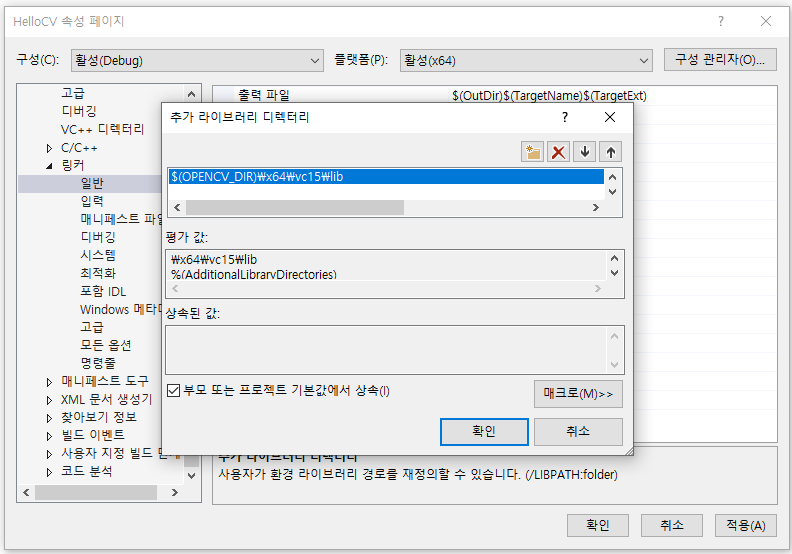 HelloCV 속성 페이지
?
구성(C):
활성(Debug)
플랫폼(P):
활성(x64)
구성 관리자(O)...
고급
디버깅
VC++ 디렉터리
C/C++
링커
일반
입력
매니페스트 파일
디버깅
시스템
최적화
포함 IDL
Windows 메타데
고급
모든 옵션
명령줄
매니페스트 도구
XML 문서 생성기
찾아보기 정보
빌드 이벤트
사용자 지정 빌드 단계
코드 분석
출력 파일
$(OutDir)$(TargetName)$(TargetExt)
추가 라이브러리 디렉터리
?
$(OPENCV_DIR)₩x64₩vc15₩lib
평가 값:
₩x64₩vc15₩lib
%(AdditionalLibraryDirectories)
상속된 값:
부모 또는 프로젝트 기본값에서 상속(I)
매크로(M)>>
확인
취소
추가 라이브러리 디렉터리
사용자가 환경 라이브러리 경로를 재정의할 수 있습니다. (/LIBPATH:folder)
확인
취소
적용(A)